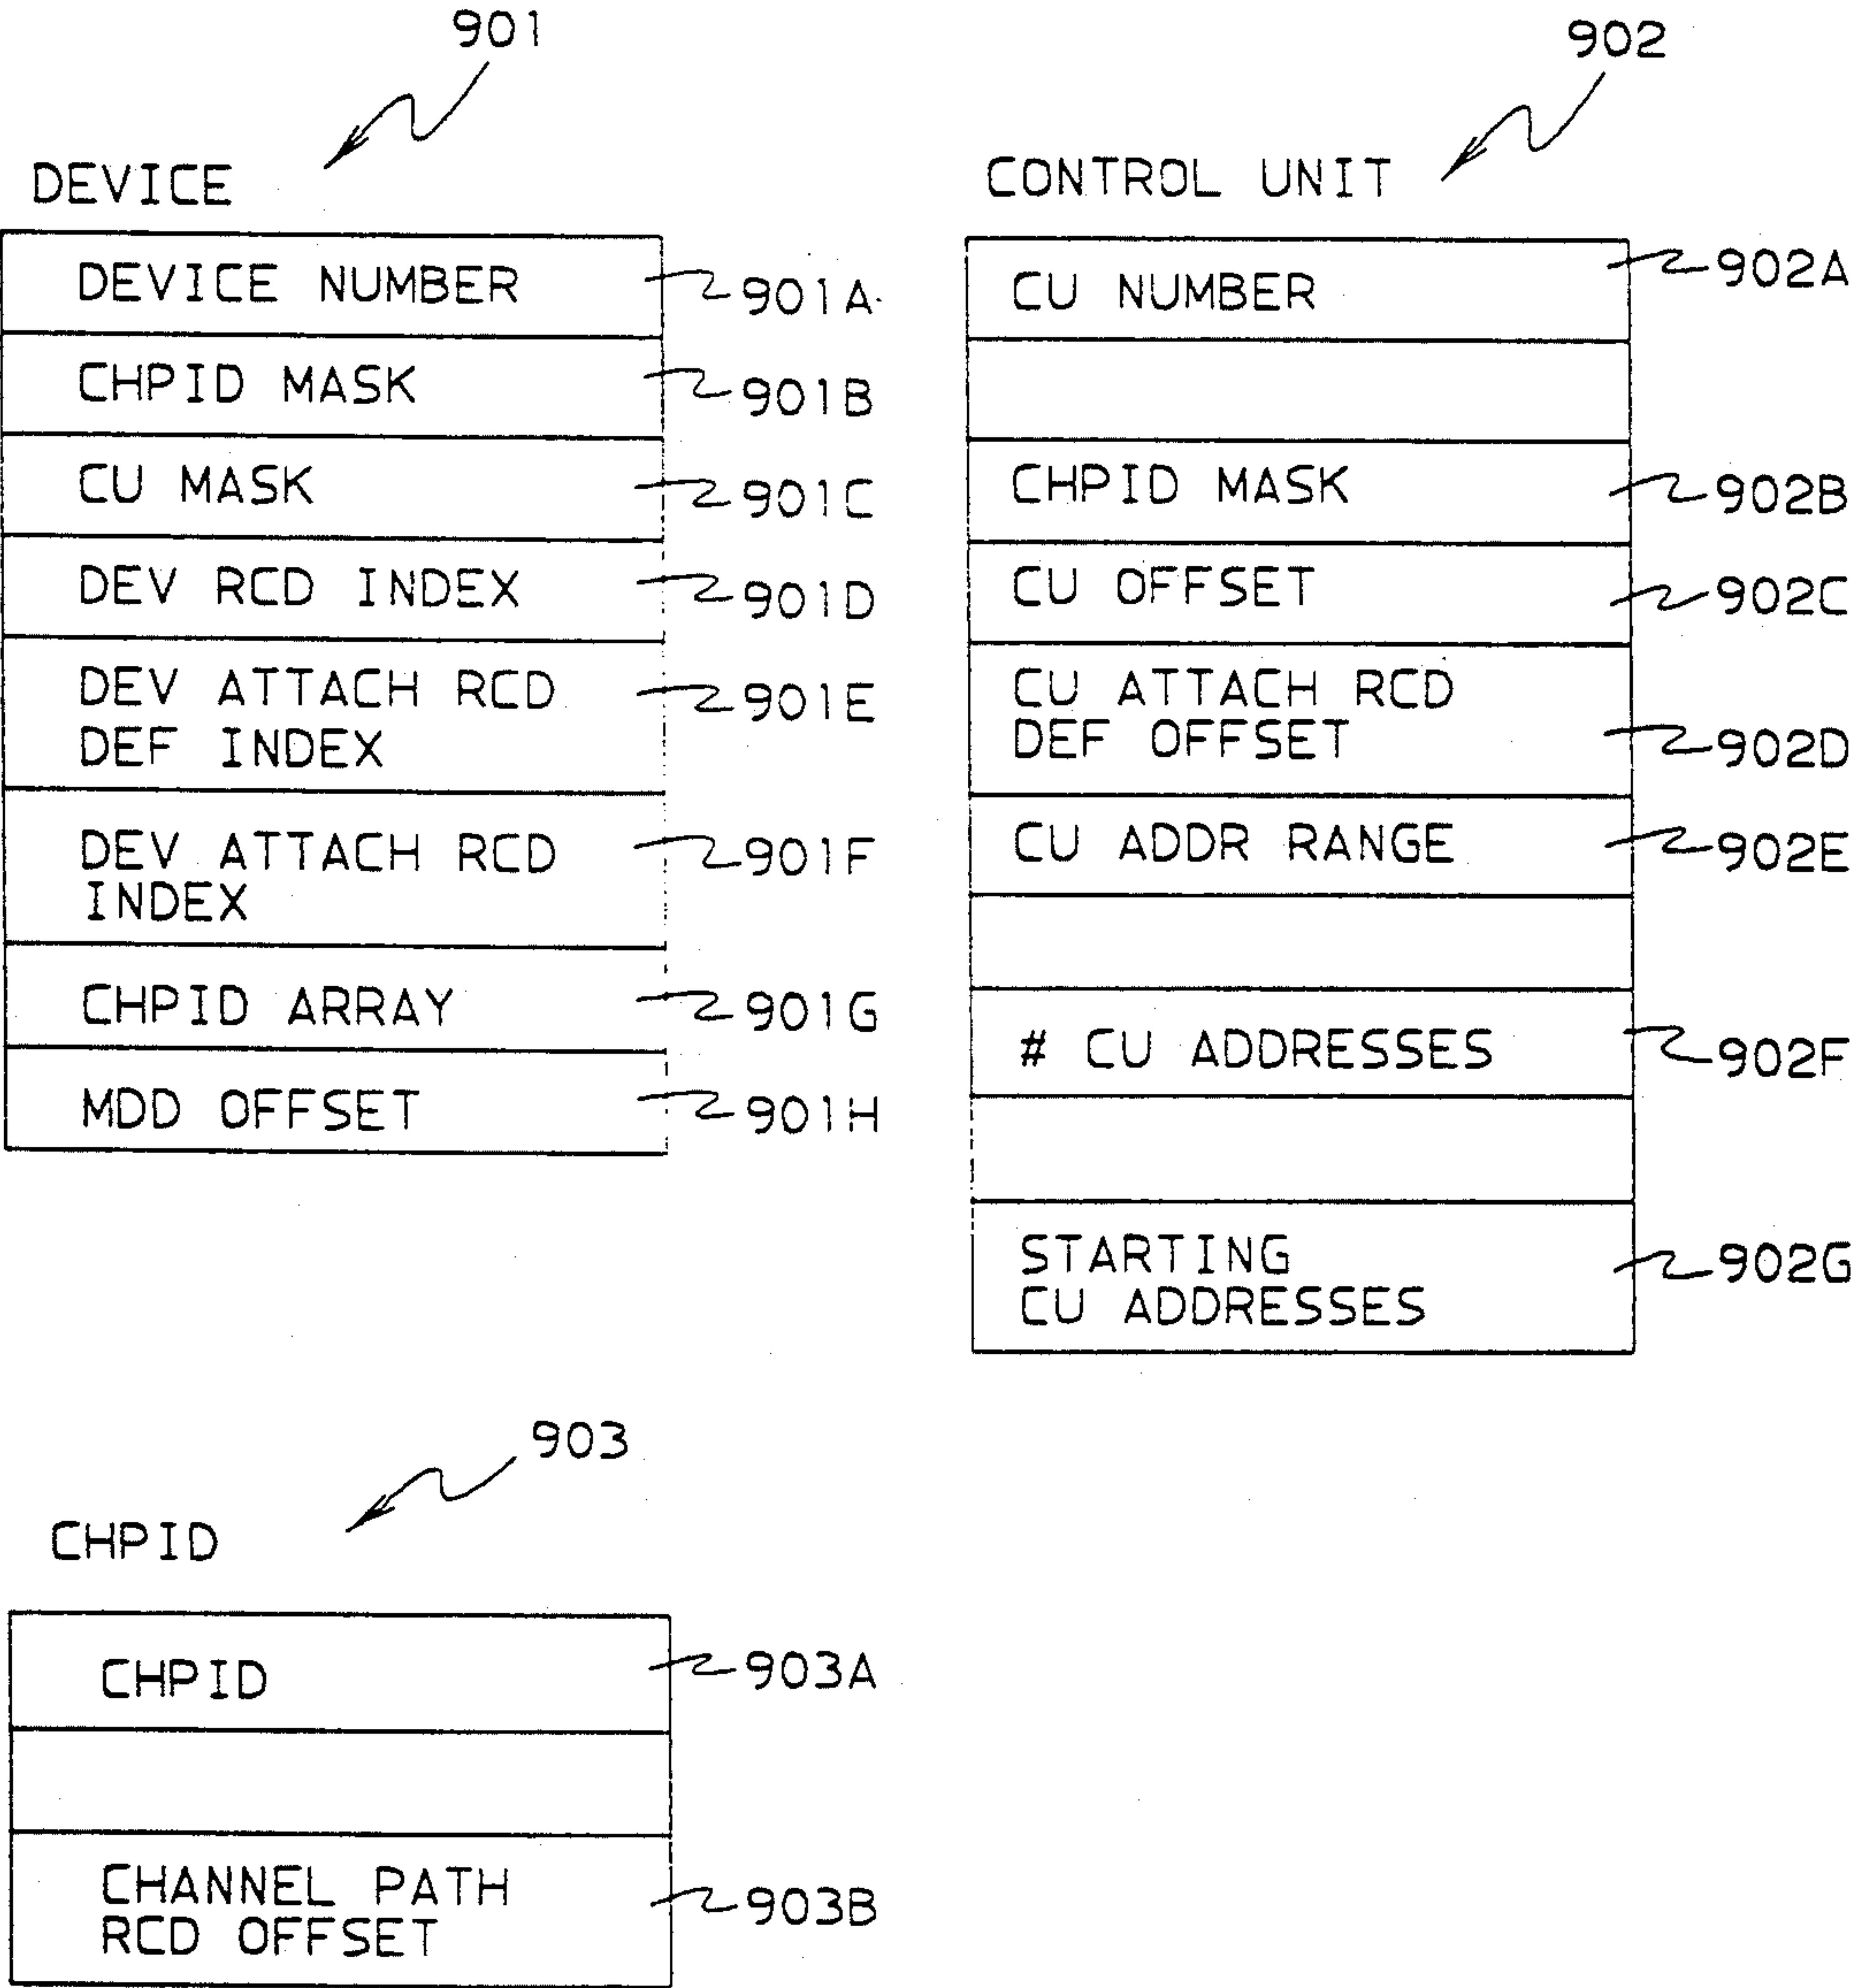 901
DEVICE
DEVICE NUMBER 901A
CHPID MASK 901B
CU MASK 901C
DEV RCD INDEX 901D
DEV ATTACH RCD 901E
DEF INDEX
DEV ATTACH RCD 901F
INDEX
CHPID ARRAY 901G
MDD OFFSET 901H
902
CONTROL UNIT
CU NUMBER 902A
CHPID MASK 902B
CU OFFSET 902C
CU ATTACH RCD
DEF OFFSET 902D
CU ADDR RANGE 902E
# CU ADDRESSES 902F
STARTING 902G
CU ADDRESSES
903
CHPID
CHPID 903A
CHANNEL PATH
RCD OFFSET 903B